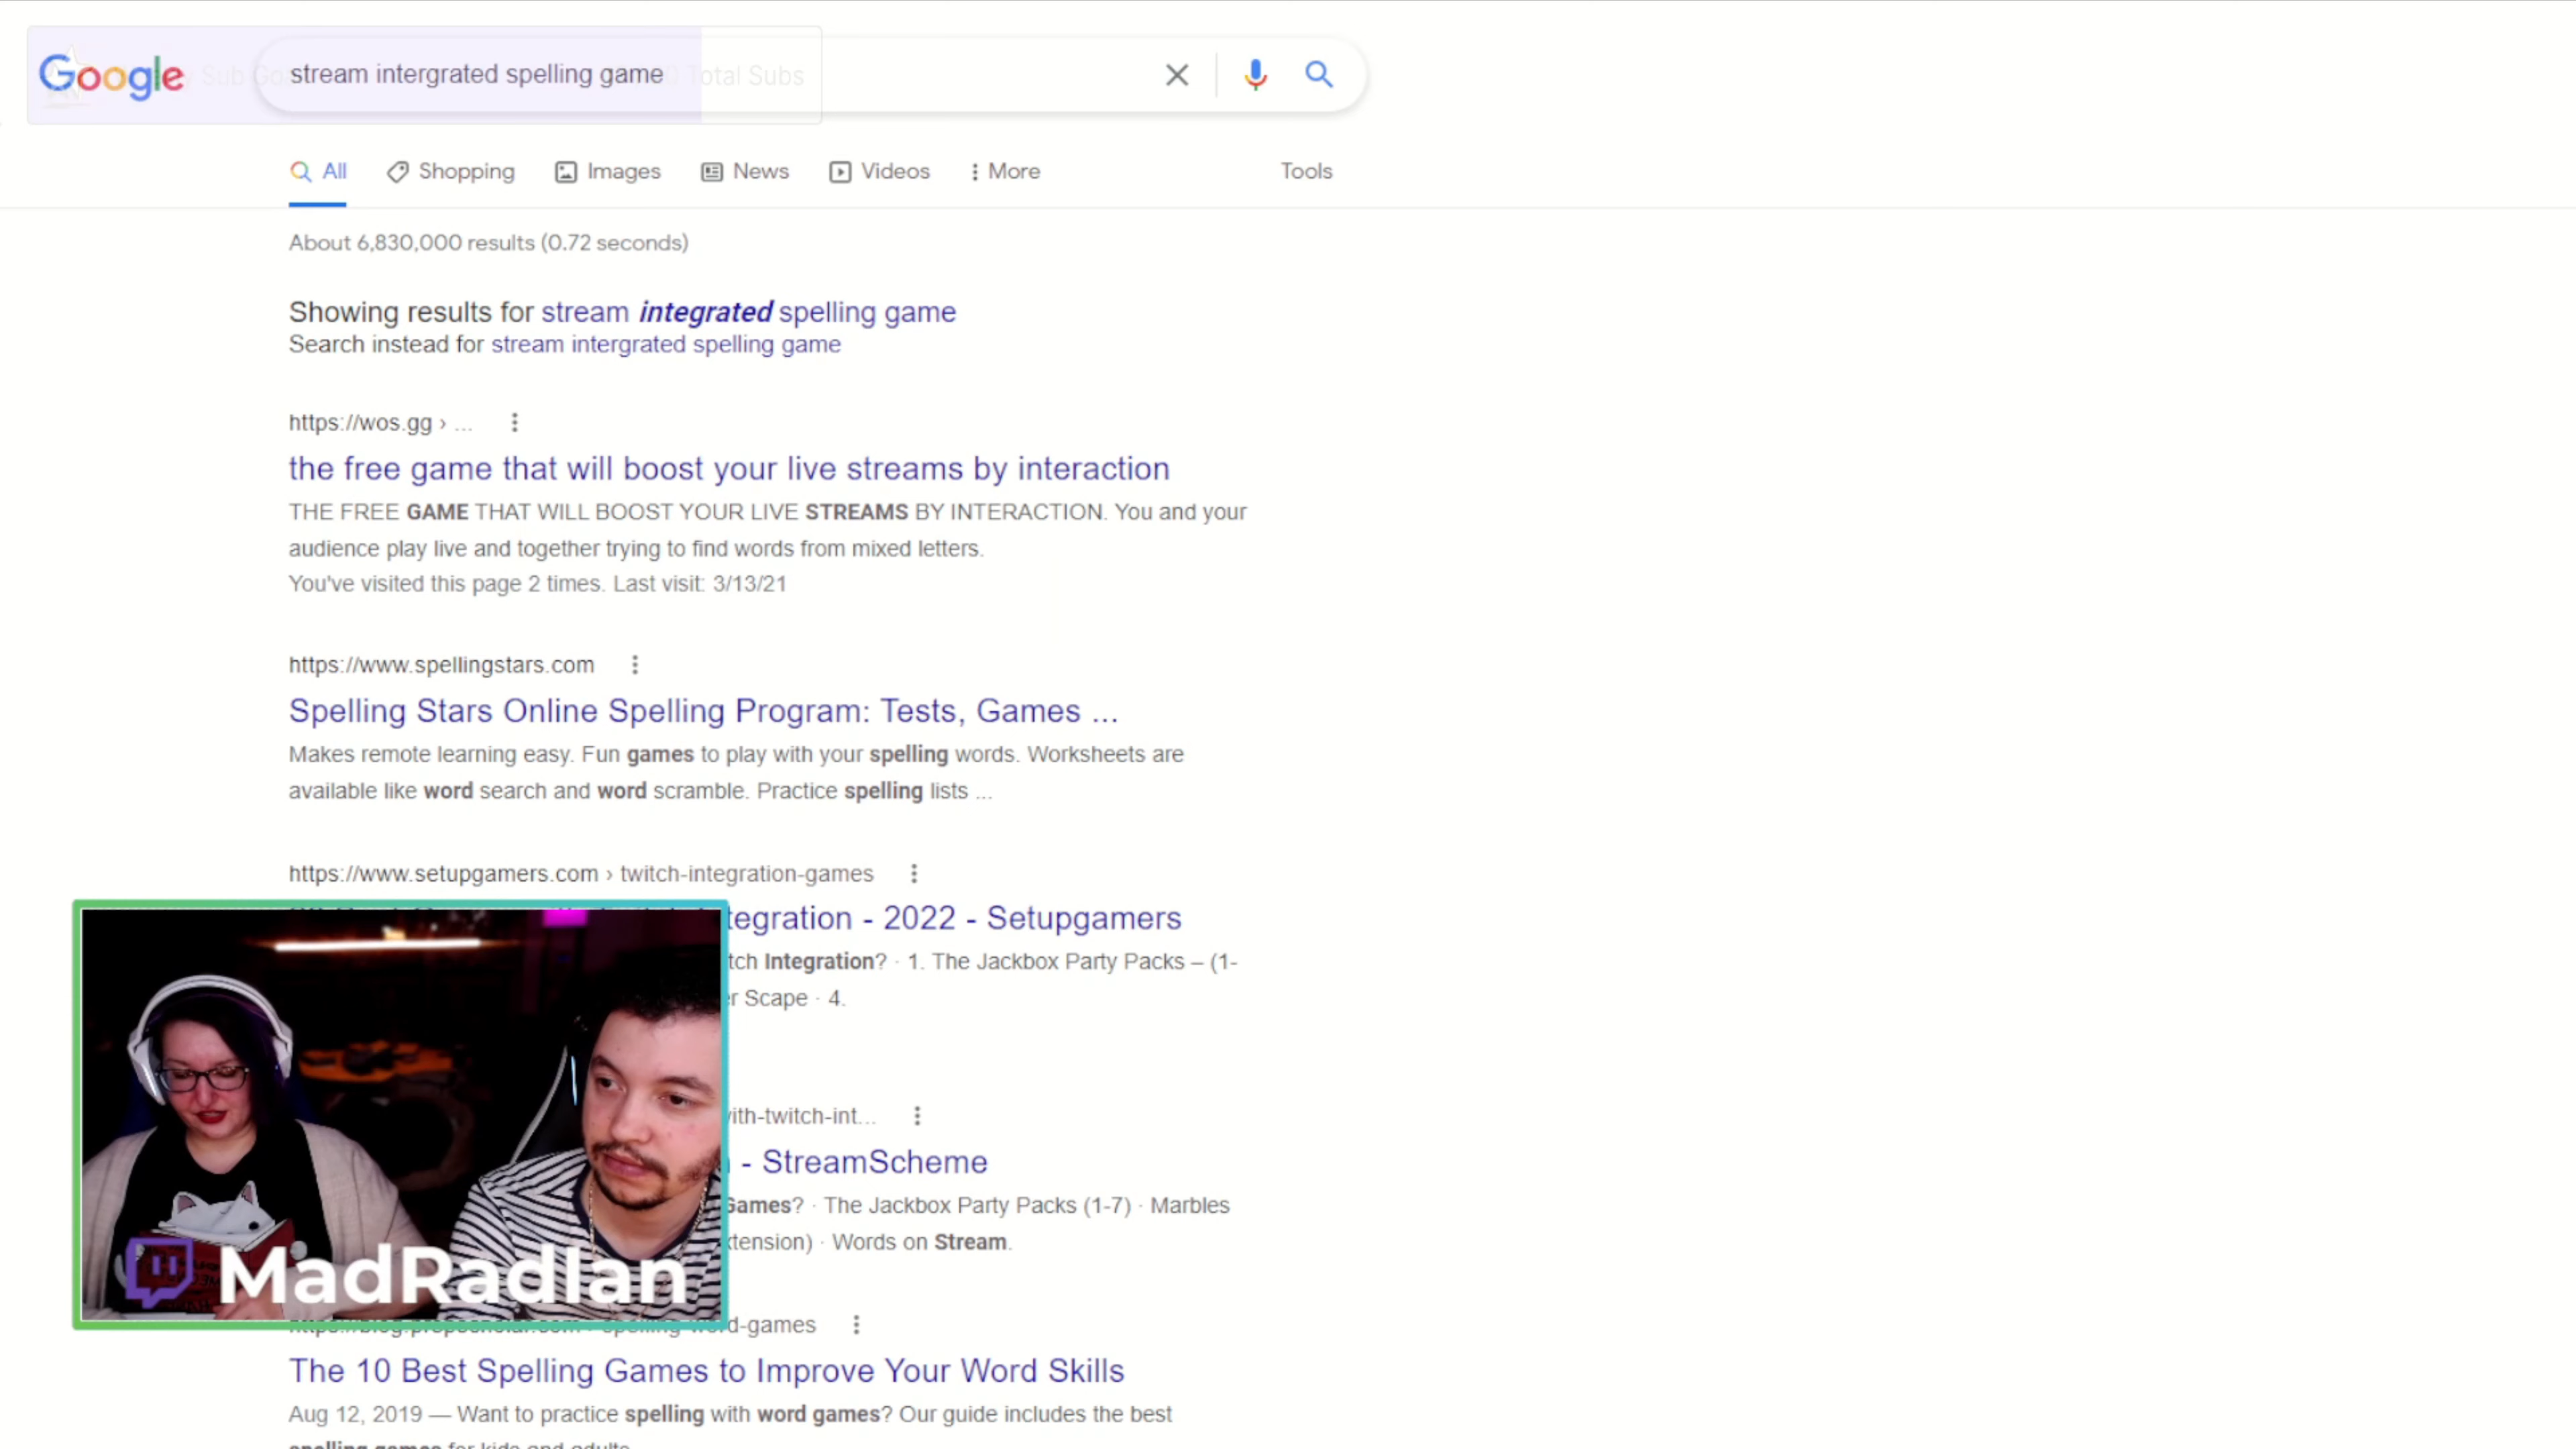 Google
stream intergrated spelling game
Total Subs
All
Shopping
Images
News
Videos
More
Tools
About 6,830,000 results (0.72 seconds)
Showing results for stream integrated spelling game
Search instead for stream intergrated spelling game
https://wos.gg › ...
the free game that will boost your live streams by interaction
THE FREE GAME THAT WILL BOOST YOUR LIVE STREAMS BY INTERACTION. You and your
audience play live and together trying to find words from mixed letters.
You've visited this page 2 times. Last visit: 3/13/21
https://www.spellingstars.com
Spelling Stars Online Spelling Program: Tests, Games ...
Makes remote learning easy. Fun games to play with your spelling words. Worksheets are
available like word search and word scramble. Practice spelling lists ...
https://www.setupgamers.com › twitch-integration-games
tegration - 2022 - Setupgamers
tch Integration? · 1. The Jackbox Party Packs – (1-
r Scape · 4.
ith-twitch-int...
- StreamScheme
Games? · The Jackbox Party Packs (1-7) · Marbles
tension) · Words on Stream.
MadRadIan
d-games
The 10 Best Spelling Games to Improve Your Word Skills
Aug 12, 2019 — Want to practice spelling with word games? Our guide includes the best
spelling games for kids and adults